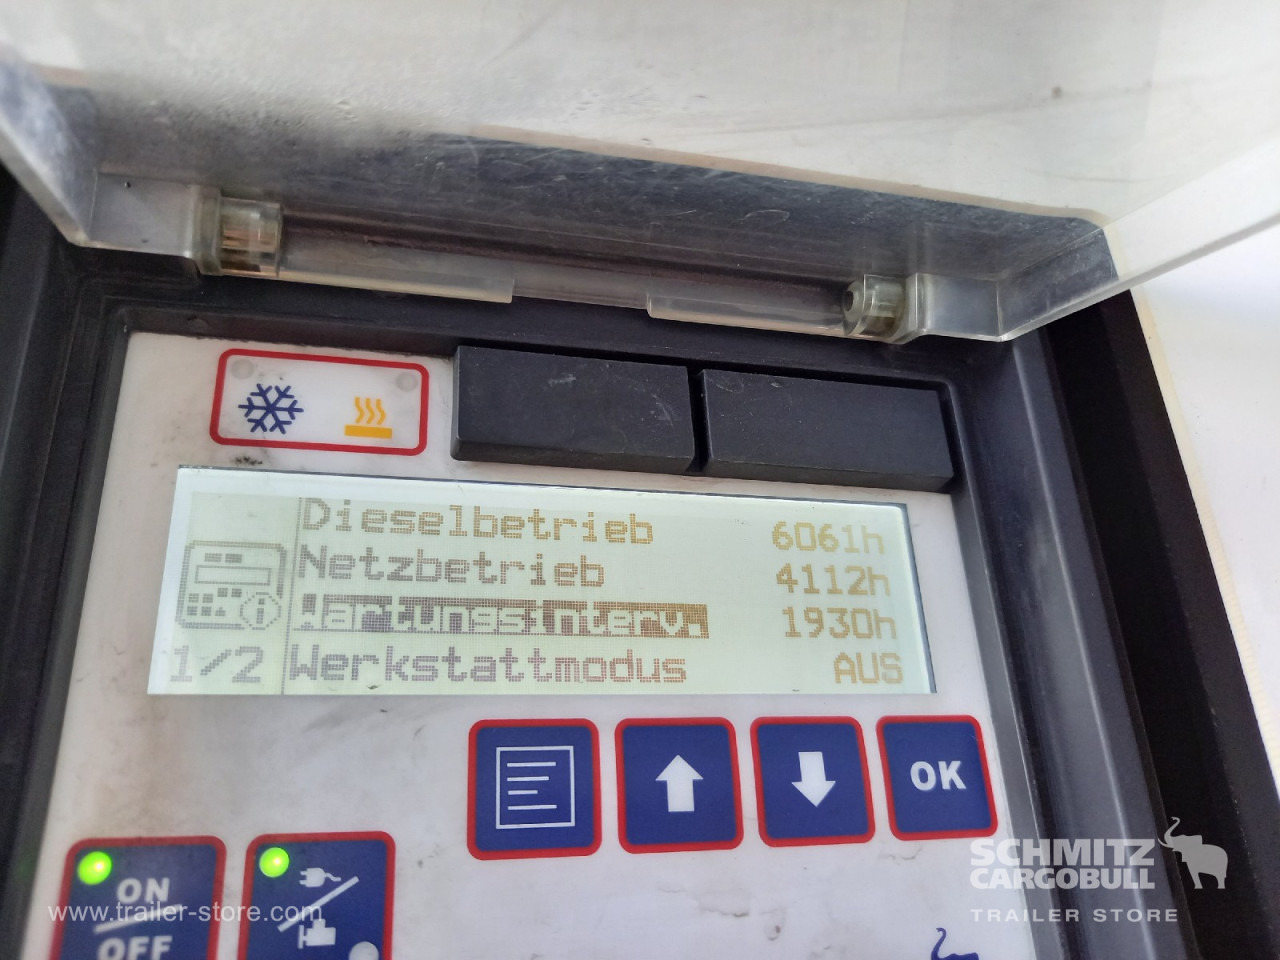 Dieselbetrieb 6061h
Netzbetrieb 4112h
Wartungsinterv. 1930h
1/2 Werkstattmodus AUS
OK
ON
OFF
www.trailer-store.com
SCHMITZ
CARGOBULL
TRAILER STORE